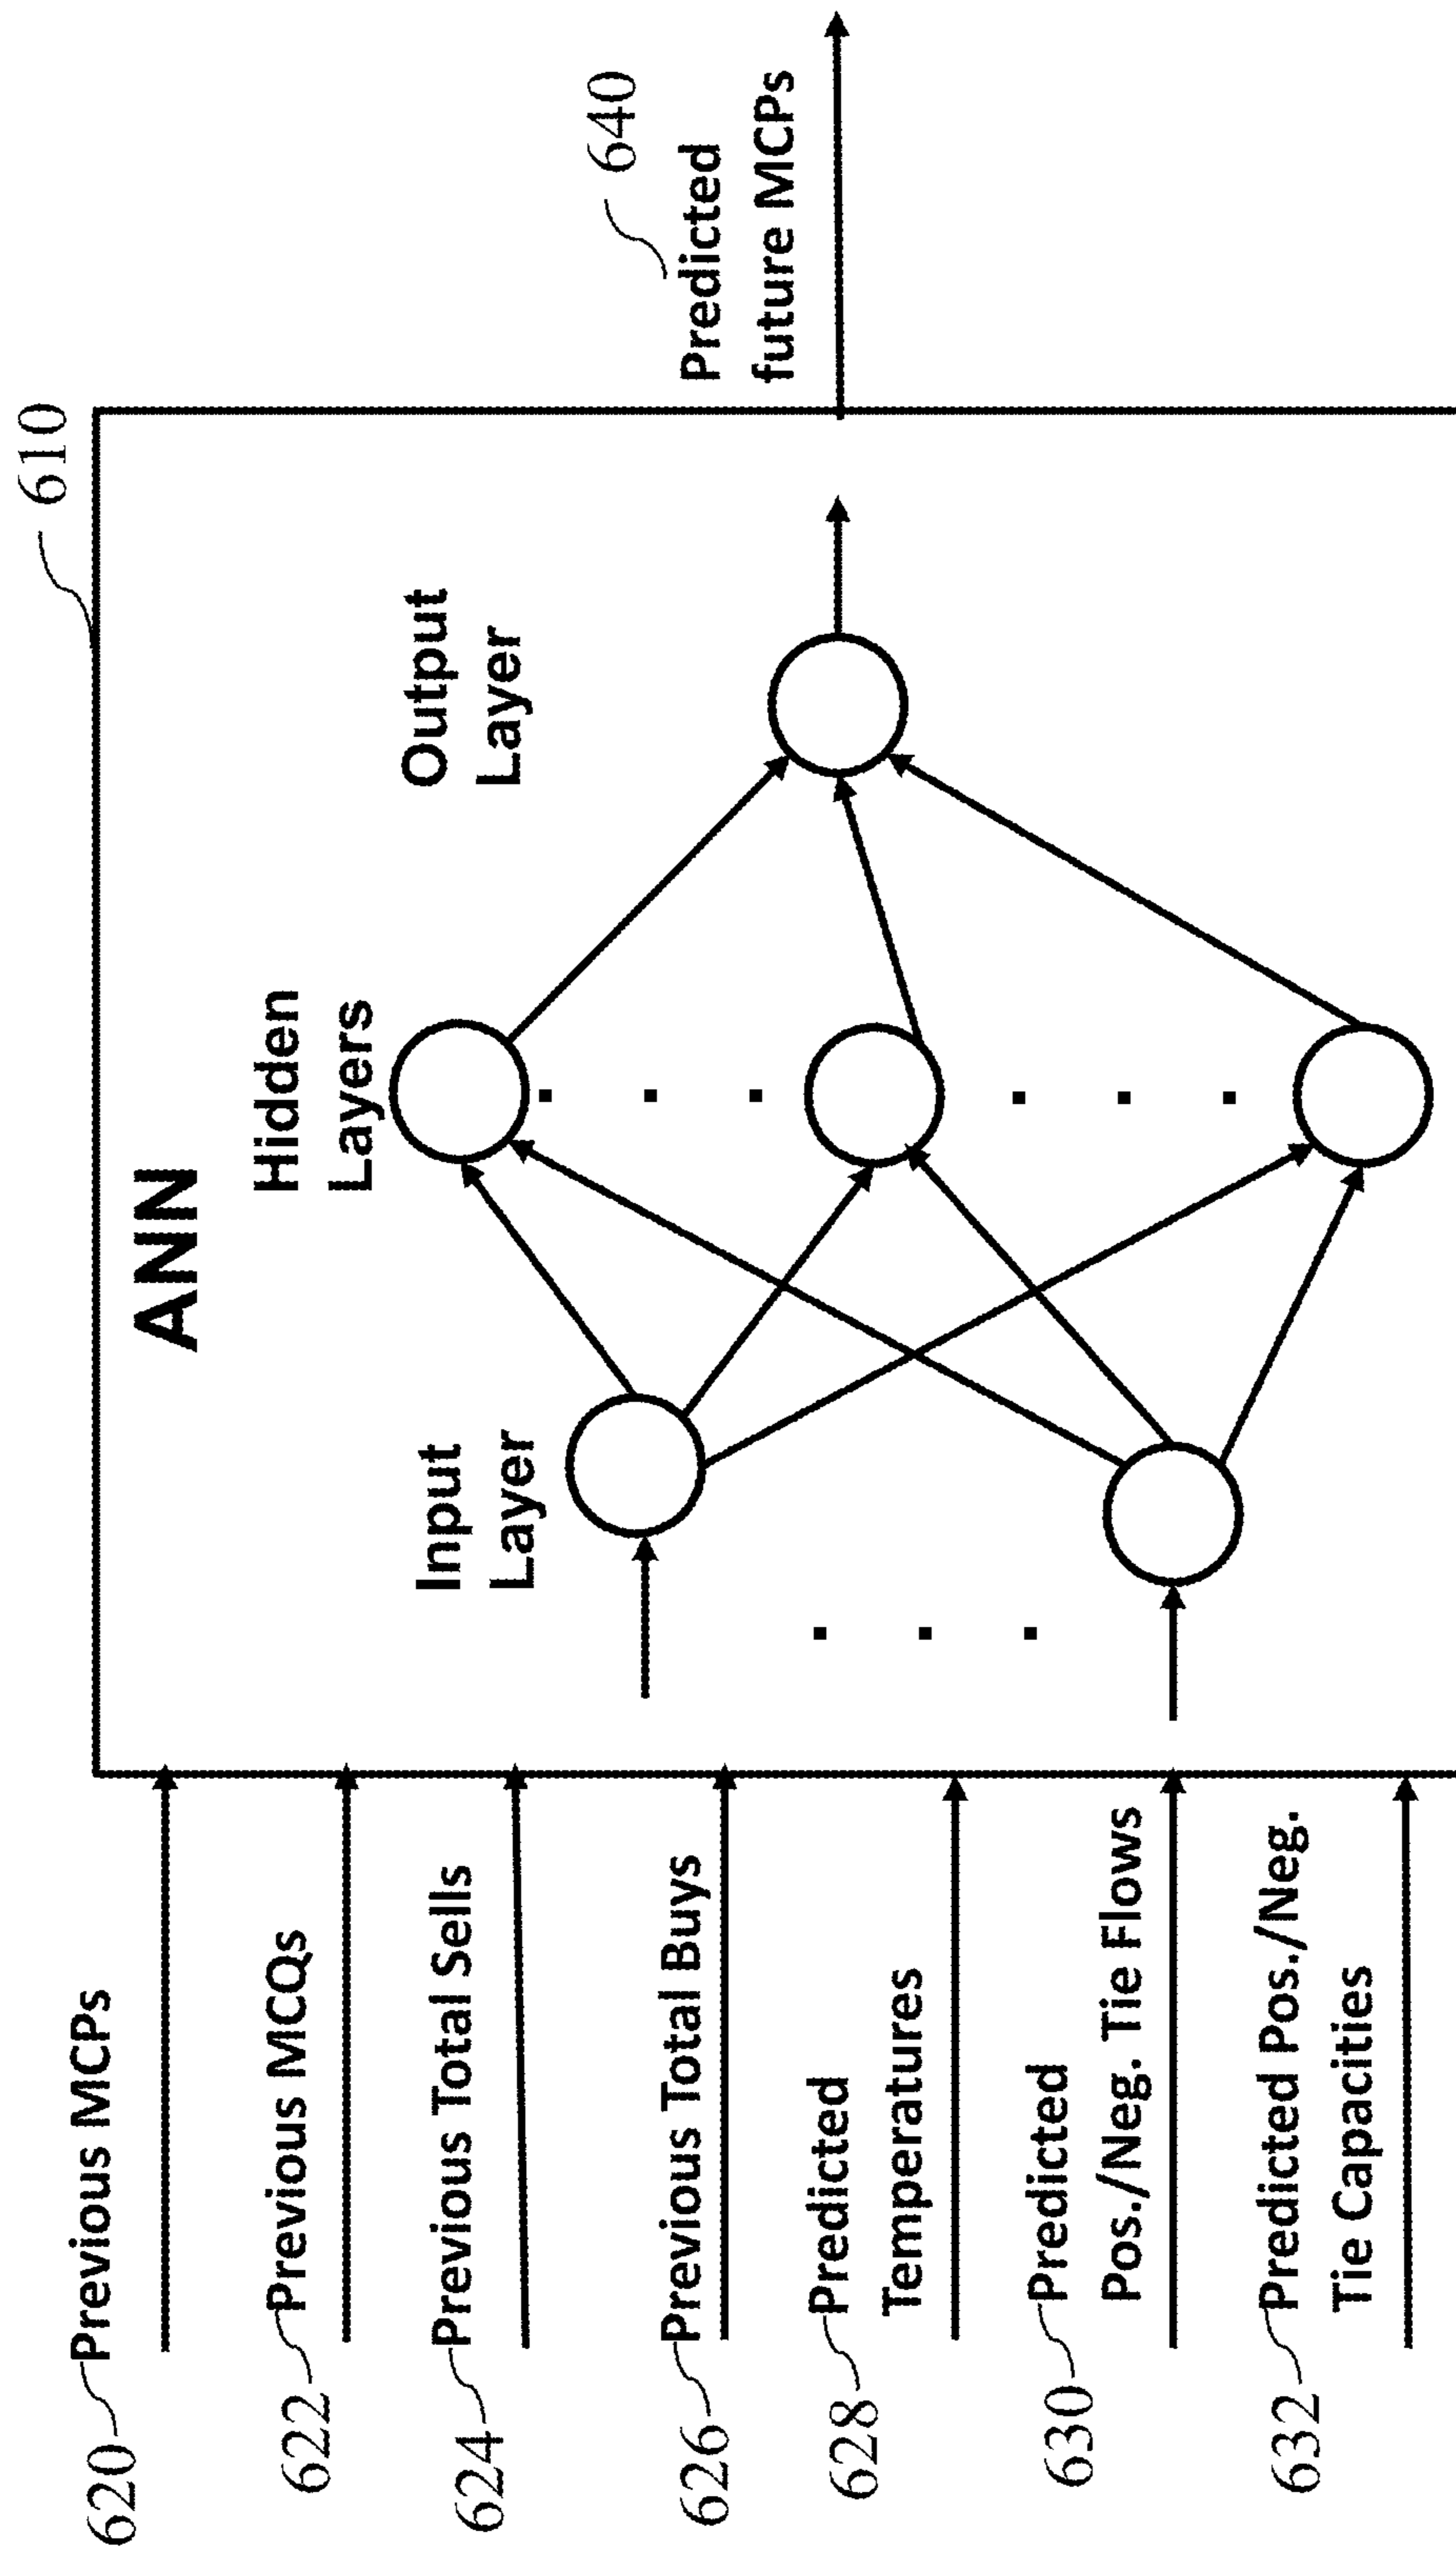 610
ANN
620
Previous MCPs
622
Previous MCQs
624
Previous Total Sells
626
Previous Total Buys
628
Predicted
Temperatures
630
Predicted
Pos./Neg. Tie Flows
632
Predicted Pos./Neg.
Tie Capacities
Input
Layer
Hidden
Layers
Output
Layer
640
Predicted
future MCPs